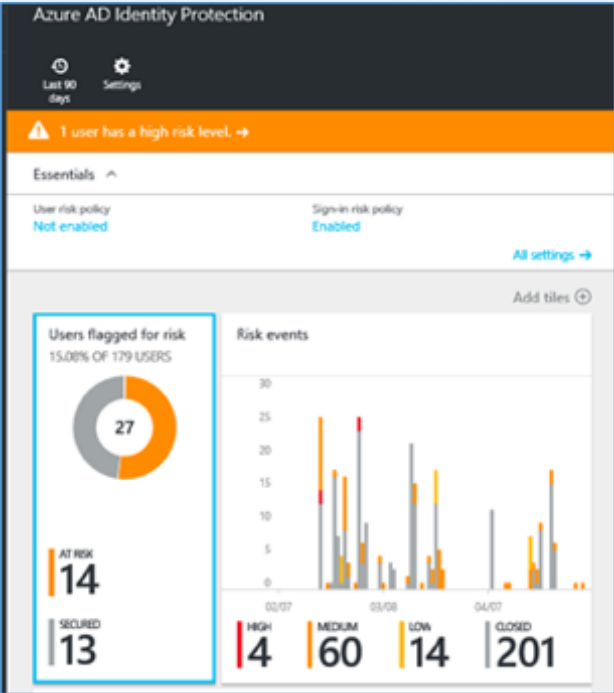 Azure AD Identity Protection
Last 90
days
Settings
1 user has a high risk level. →
Essentials
User risk policy
Not enabled
Sign-in risk policy
Enabled
All settings →
Add tiles
Users flagged for risk
15.08% OF 179 USERS
27
AT RISK
14
SECURED
13
Risk events
30
25
20
15
10
5
0
02/07
03/08
04/07
HIGH
4
MEDIUM
60
LOW
14
CLOSED
201